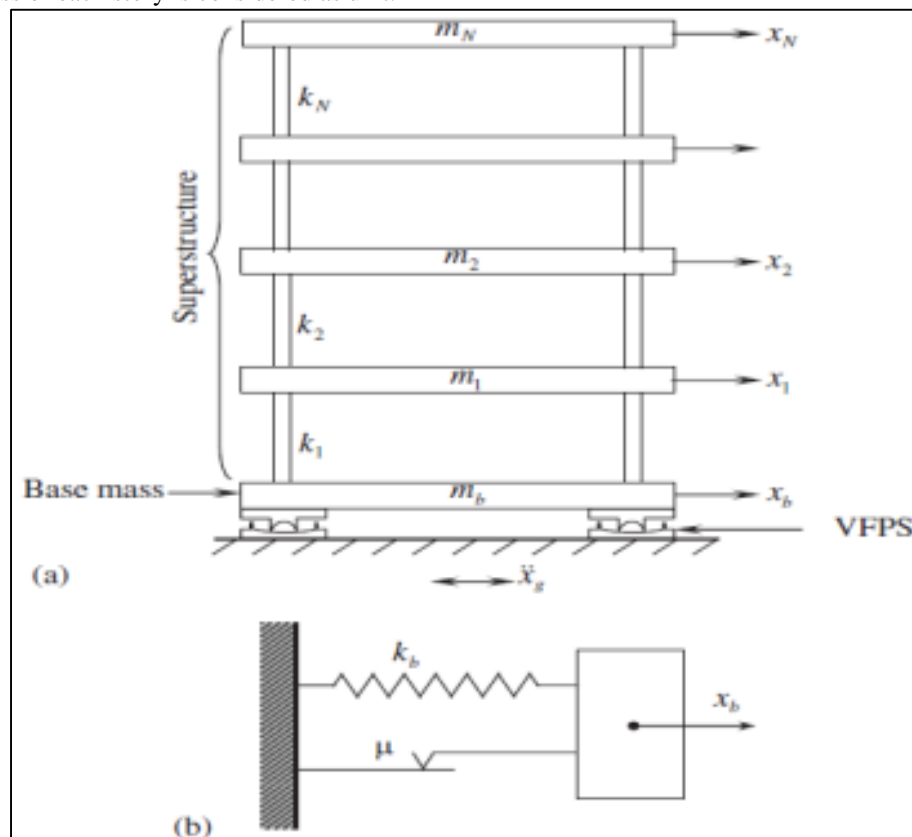 m_N
x_N
k_N
Superstructure
m_2
x_2
k_2
m_1
x_1
k_1
Base mass
m_b
x_b
VFPS
(a)
ẍ_g
k_b
x_b
μ
(b)